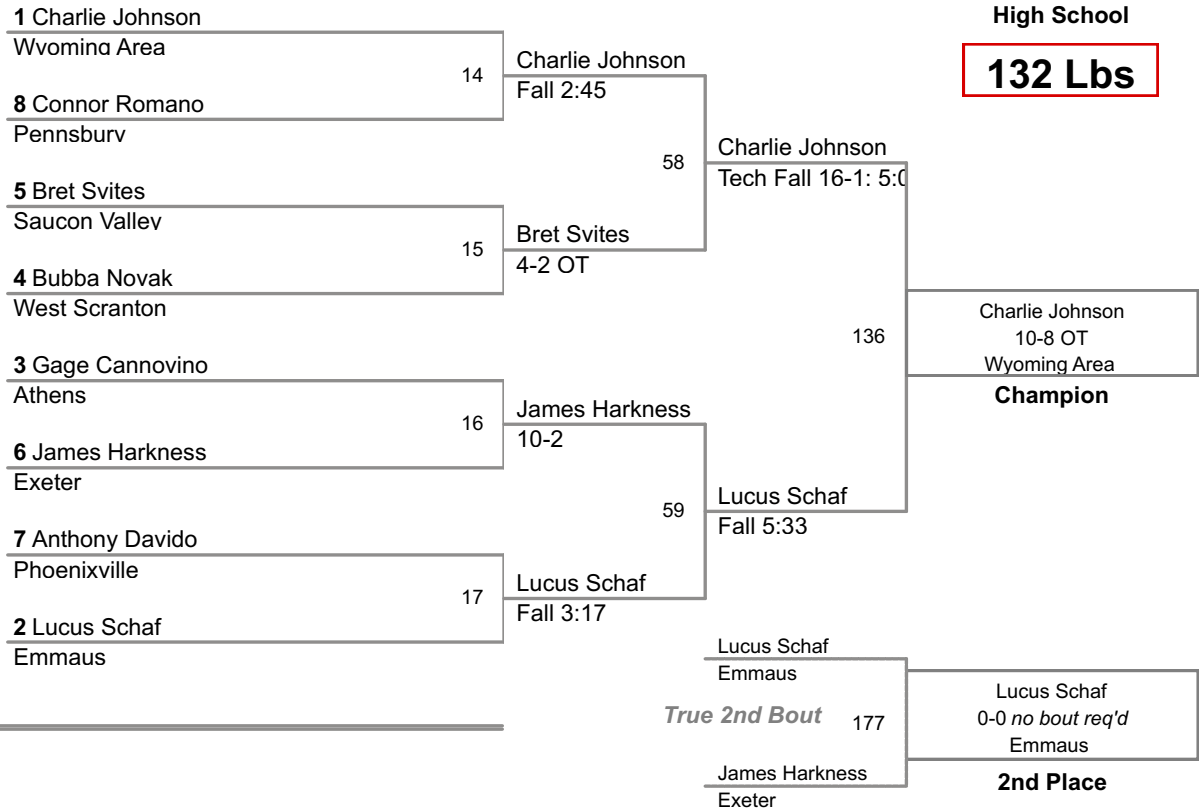 1 Charlie Johnson
Wyoming Area
14
8 Connor Romano
Pennsbury
5 Bret Svites
Saucon Valley
15
4 Bubba Novak
West Scranton
3 Gage Cannovino
Athens
16
6 James Harkness
Exeter
7 Anthony Davido
Phoenixville
17
2 Lucus Schaf
Emmaus
Charlie Johnson
Fall 2:45
58
Bret Svites
4-2 OT
James Harkness
10-2
59
Lucus Schaf
Fall 3:17
Charlie Johnson
Tech Fall 16-1: 5:0
136
Lucus Schaf
Fall 5:33
High School
132 Lbs
Charlie Johnson
10-8 OT
Wyoming Area
Champion
Lucus Schaf
Emmaus
True 2nd Bout 177
James Harkness
Exeter
Lucus Schaf
0-0 no bout req'd
Emmaus
2nd Place